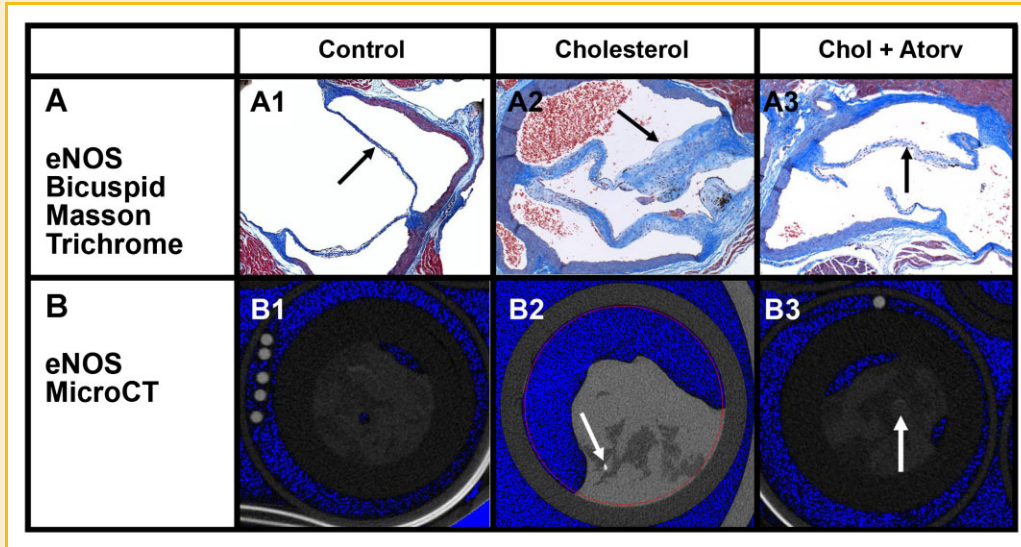 Control
Cholesterol
Chol + Atorv
A
eNOS
Bicuspid
Masson
Trichrome
A1
A2
A3
B
eNOS
MicroCT
B1
B2
B3